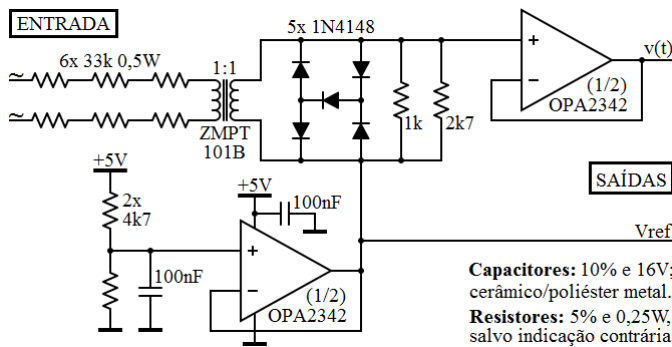 ENTRADA
6x 33k 0,5W
1:1
ZMPT
101B
5x 1N4148
1k
2k7
+
−
(1/2)
OPA2342
v(t)
+5V
2x
4k7
100nF
+5V
100nF
+
−
(1/2)
OPA2342
SAÍDAS
Vref
Capacitores: 10% e 16V;
cerâmico/poliéster metal.
Resistores: 5% e 0,25W,
salvo indicação contrária